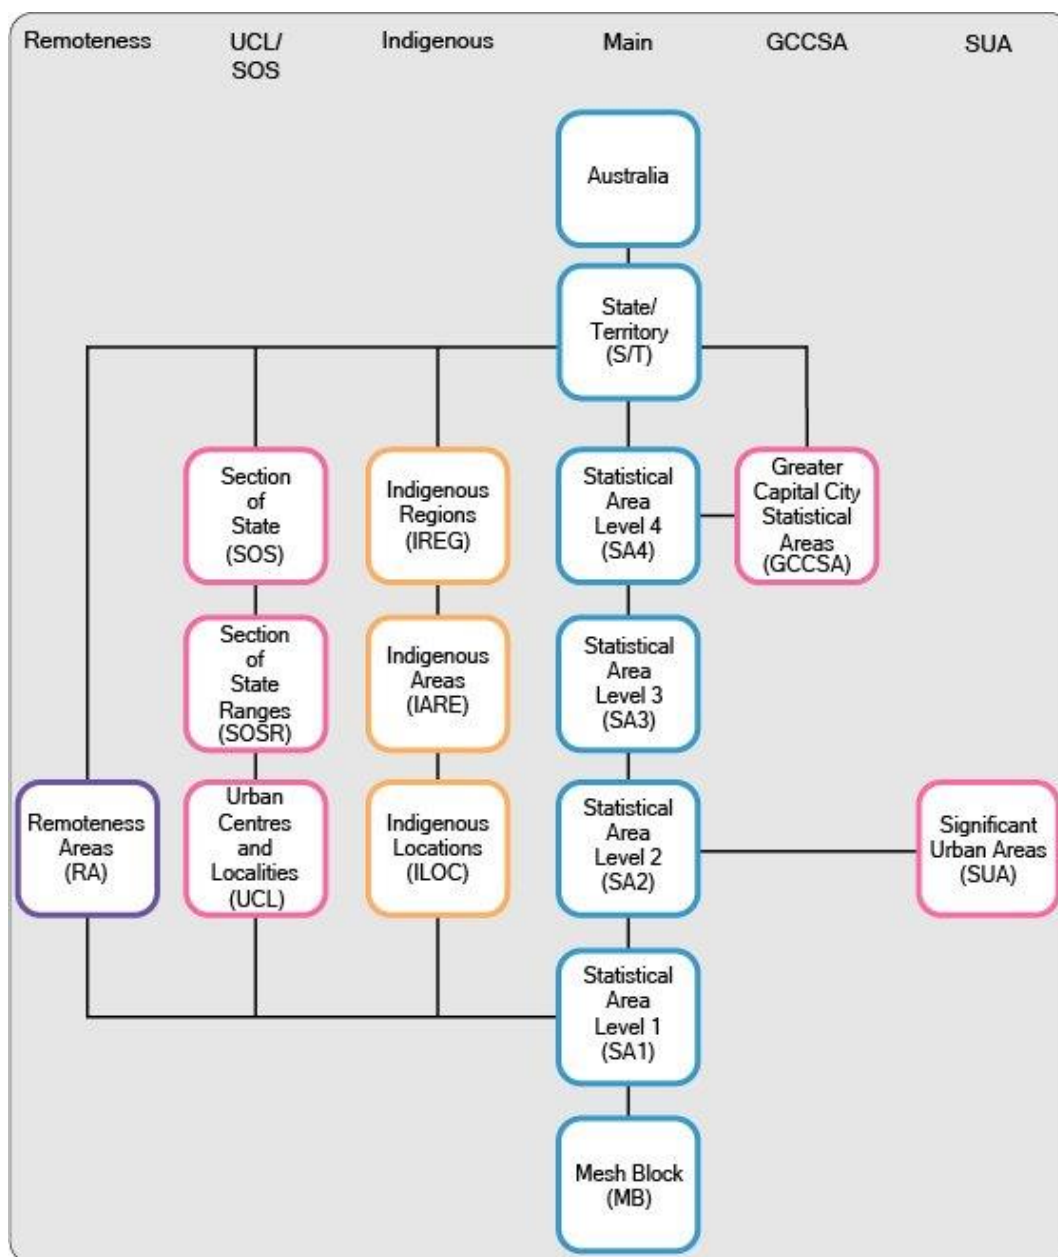 Remoteness
UCL/
SOS
Indigenous
Main
GCCSA
SUA
Australia
State/
Territory
(S/T)
Section
of
State
(SOS)
Indigenous
Regions
(IREG)
Statistical
Area
Level 4
(SA4)
Greater
Capital City
Statistical
Areas
(GCCSA)
Section
of
State
Ranges
(SOSR)
Indigenous
Areas
(IARE)
Statistical
Area
Level 3
(SA3)
Remoteness
Areas
(RA)
Urban
Centres
and
Localities
(UCL)
Indigenous
Locations
(ILOC)
Statistical
Area
Level 2
(SA2)
Significant
Urban Areas
(SUA)
Statistical
Area
Level 1
(SA1)
Mesh Block
(MB)